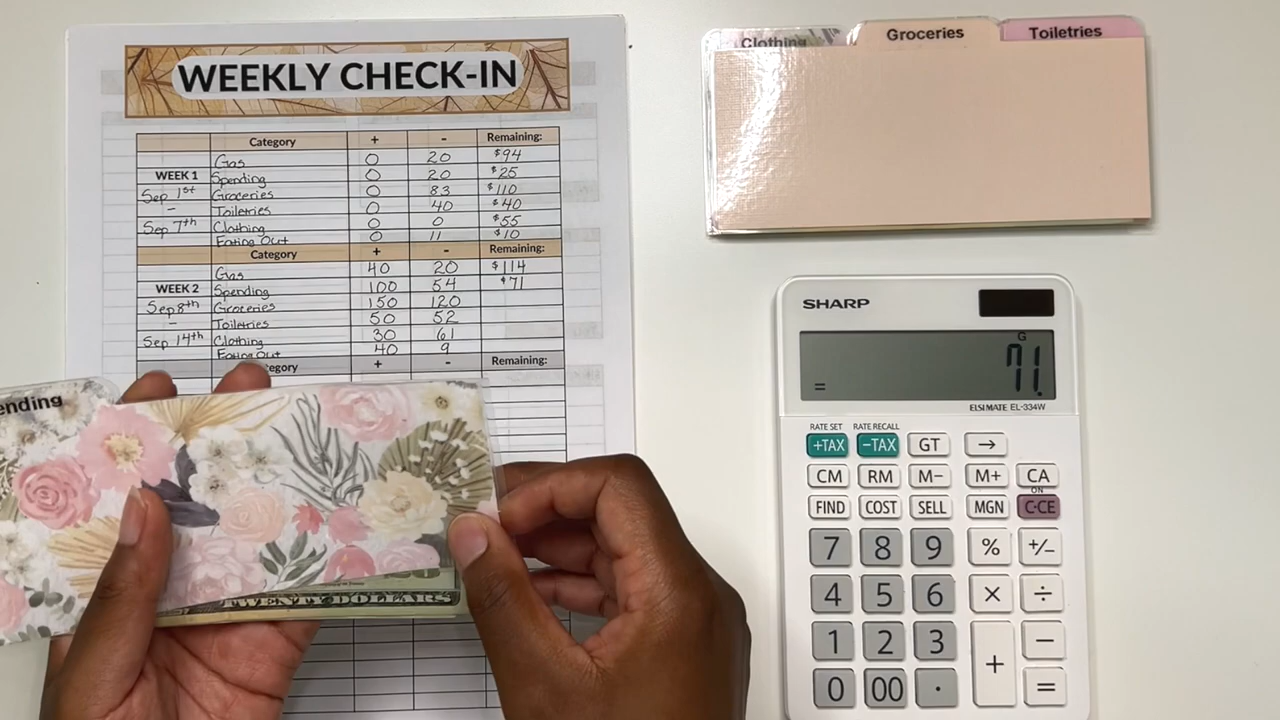 WEEKLY CHECK-IN
Category + - Remaining:
Gas 0 20 $94
WEEK 1 Spending 0 20 $25
Sep 1st Groceries 0 83 $110
- Toiletries 0 40 $40
Sep 7th Clothing 0 0 $55
Eating Out 0 11 $10
Category + - Remaining:
Gas 40 20 $114
WEEK 2 Spending 100 54 $71
Sep 8th Groceries 150 120
- Toiletries 50 52
Sep 14th Clothing 30 61
Eating Out 40 9
egory + - Remaining:
ending
TWENTY DOLLARS
Clothing Groceries Toiletries
SHARP
G
71.
=
ELSI MATE EL-334W
RATE SET RATE RECALL
+TAX -TAX GT →
CM RM M- M+ CA
ON
FIND COST SELL MGN C·CE
7 8 9 % +/-
4 5 6 × ÷
1 2 3 + -
0 00 · =